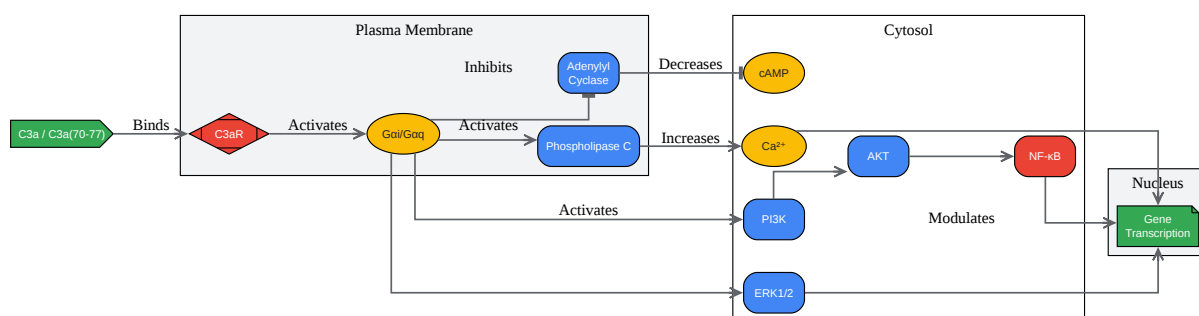 Plasma Membrane
Cytosol
Inhibits
Adenylyl
Cyclase
Decreases
cAMP
C3a / C3a(70-77)
Binds
C3aR
Activates
Gαi/Gαq
Activates
Phospholipase C
Increases
Ca²⁺
AKT
NF-κB
Nucleus
Activates
PI3K
Modulates
Gene
Transcription
ERK1/2